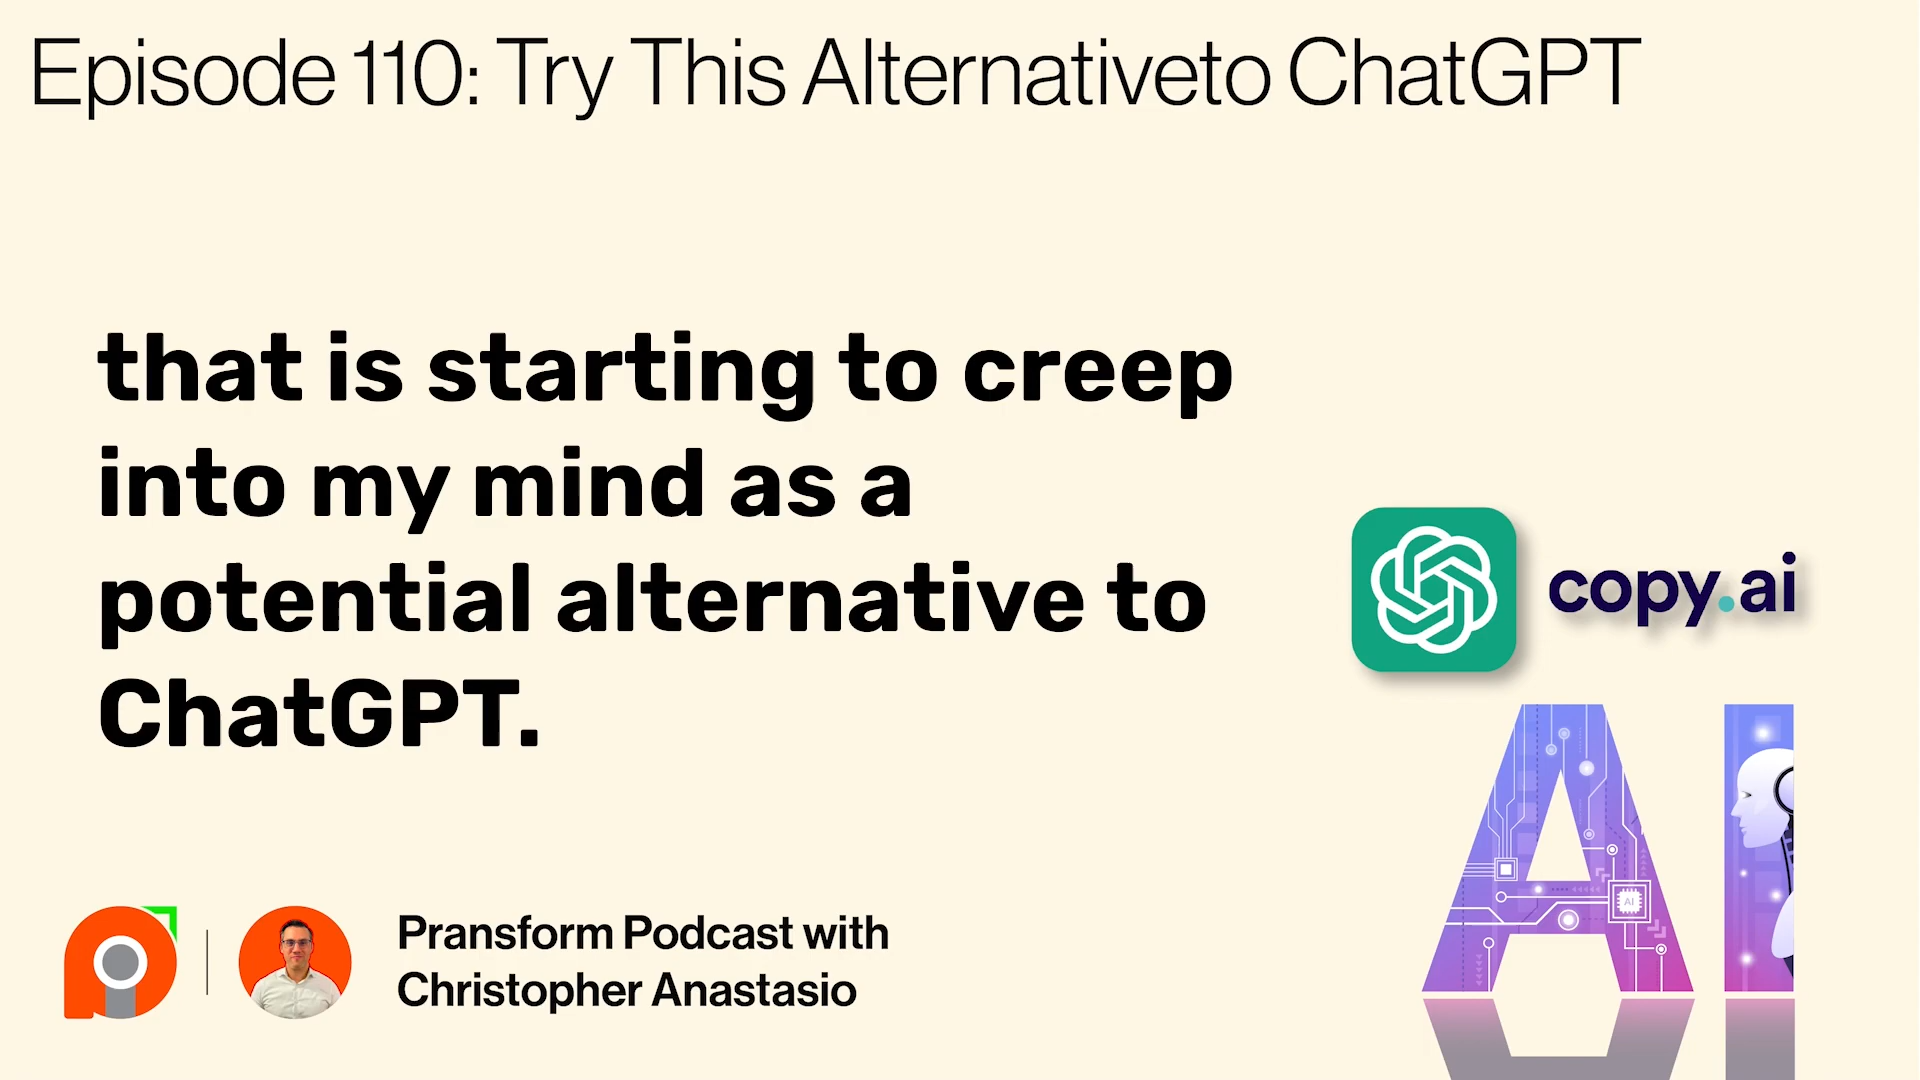 Episode 110: Try This Alternativeto ChatGPT
that is starting to creep
into my mind as a
potential alternative to
ChatGPT.
copy.ai
AI
AI
Pransform Podcast with
Christopher Anastasio